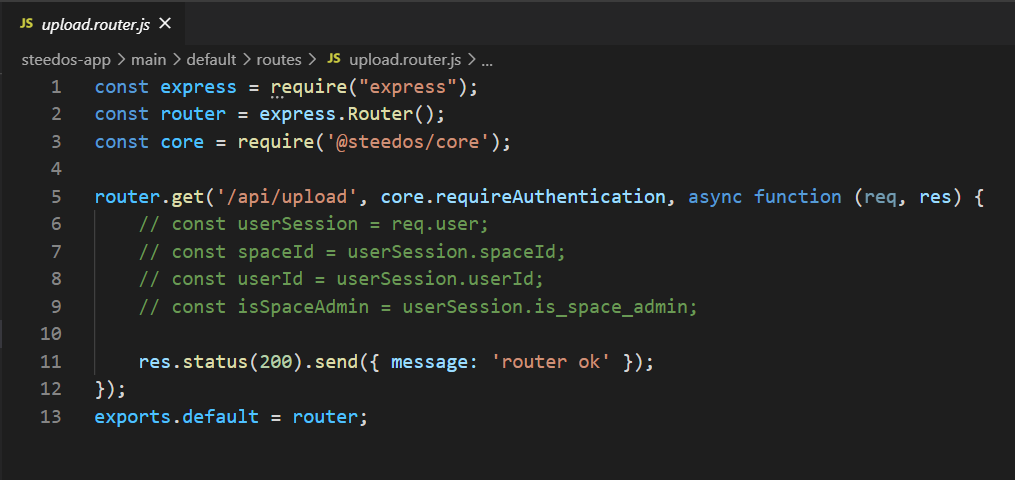 JS upload.router.js ×
steedos-app > main > default > routes > JS upload.router.js > ...
1 const express = require("express");
2 const router = express.Router();
3 const core = require('@steedos/core');
4
5 router.get('/api/upload', core.requireAuthentication, async function (req, res) {
6     // const userSession = req.user;
7     // const spaceId = userSession.spaceId;
8     // const userId = userSession.userId;
9     // const isSpaceAdmin = userSession.is_space_admin;
10
11     res.status(200).send({ message: 'router ok' });
12 });
13 exports.default = router;